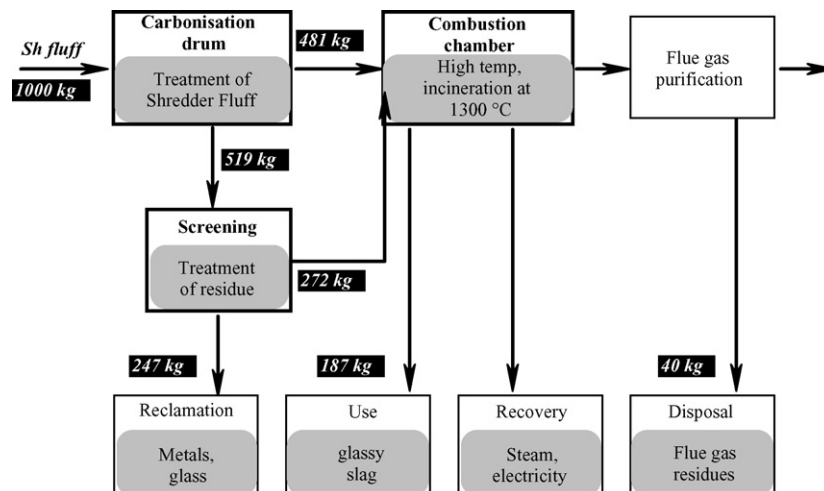 Sh fluff
1000 kg
Carbonisation
drum
Treatment of
Shredder Fluff
481 kg
Combustion
chamber
High temp,
incineration at
1300 °C
Flue gas
purification
519 kg
Screening
Treatment
of residue
272 kg
247 kg
187 kg
40 kg
Reclamation
Metals,
glass
Use
glassy
slag
Recovery
Steam,
electricity
Disposal
Flue gas
residues